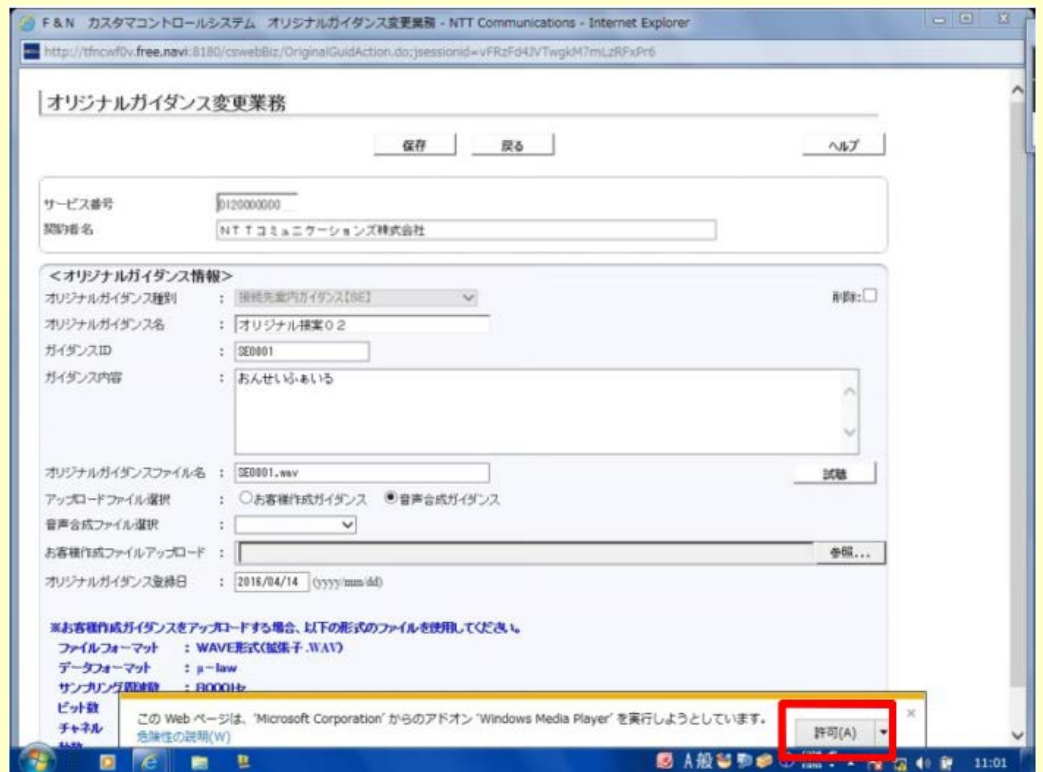 F & N カスタマコントロールシステム オリジナルガイダンス変更業務 - NTT Communications - Internet Explorer
http://tfncwf0v.free.navi:8180/cswebBiz/OriginalGuidAction.do;jsessionid=vFRzFd4JVTwgkM7mLzRFxPr6
オリジナルガイダンス変更業務
保存 戻る ヘルプ
サービス番号 0120000000
契約者名 NTTコミュニケーションズ株式会社
<オリジナルガイダンス情報>
オリジナルガイダンス種別 : 接続先案内ガイダンス【SE】 削除:
オリジナルガイダンス名 : オリジナル接案02
ガイダンスID : SE0001
ガイダンス内容 : おんせいふぁいる
オリジナルガイダンスファイル名 : SE0001.wav 試聴
アップロードファイル選択 : お客様作成ガイダンス 音声合成ガイダンス
音声合成ファイル選択 :
お客様作成ファイルアップロード : 参照...
オリジナルガイダンス登録日 : 2016/04/14 (yyyy/mm/dd)
※お客様作成ガイダンスをアップロードする場合、以下の形式のファイルを使用してください。
ファイルフォーマット : WAVE形式(拡張子 .WAV)
データフォーマット : μ-law
サンプリング周波数 : 8000Hz
ビット数
チャネル
この Web ページは、'Microsoft Corporation' からのアドオン 'Windows Media Player' を実行しようとしています。
危険性の説明(W)
許可(A)
A 般
11:01